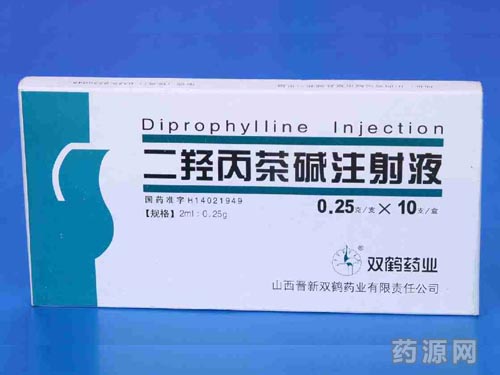 Diprophylline Injection
二羟丙茶碱注射液
国药准字H14021949
0.25克/支×10支/盒
【规格】2ml:0.25g
®
双鹤药业
山西晋新双鹤药业有限责任公司
药源网